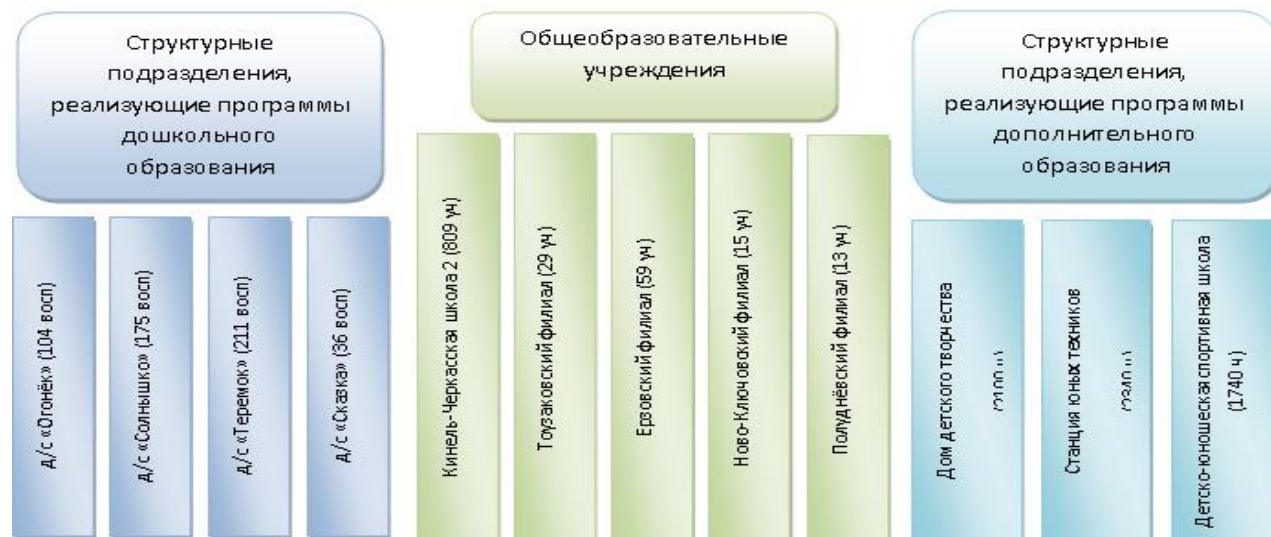 Структурные
подразделения,
реализующие программы
дошкольного
образования
д/с «Огонёк» (104 восп)
д/с «Солнышко» (175 восп)
д/с «Теремок» (211 восп)
д/с «Сказка» (36 восп)
Общеобразовательные
учреждения
Кинель-Черкасская школа 2 (809 уч)
Тоузаковский филиал (29 уч)
Ерзовский филиал (59 уч)
Ново-Ключовский филиал (15 уч)
Полуднёвский филиал (13 уч)
Структурные
подразделения,
реализующие программы
дополнительного
образования
Дом детского творчества
Станция юных техников
Детско-юношеская спортивная школа
(1740 ч)